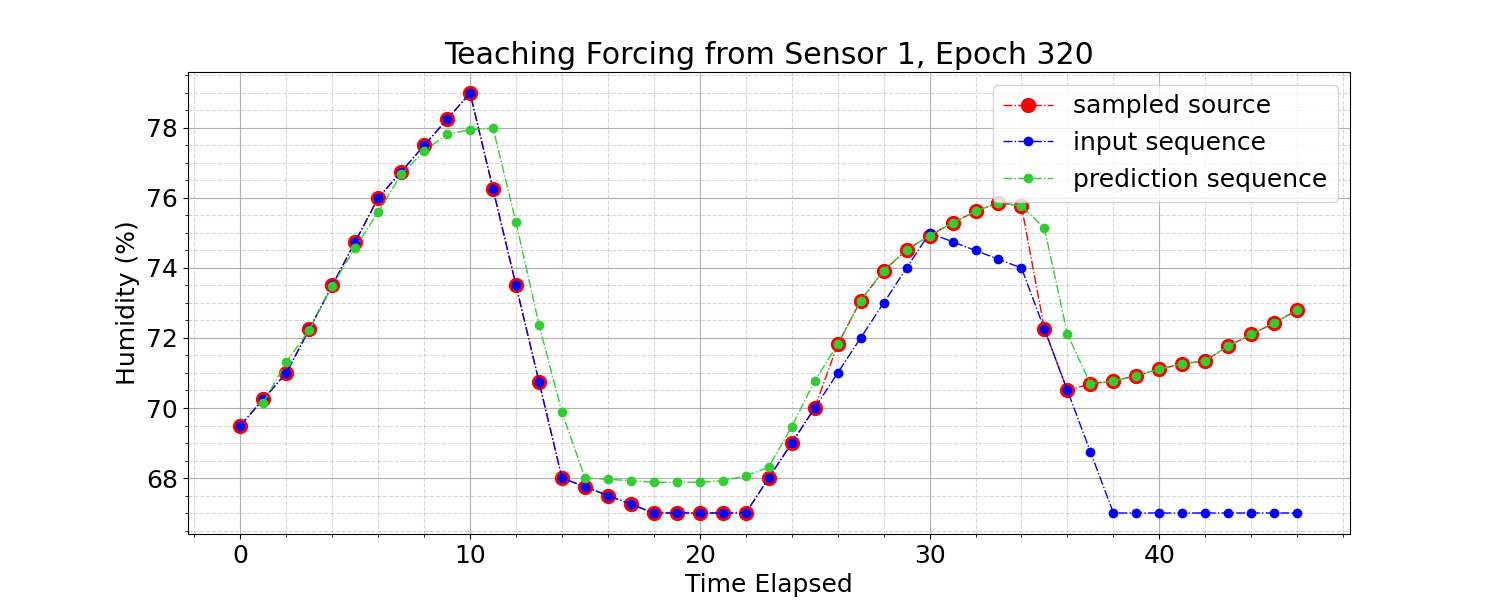 Teaching Forcing from Sensor 1, Epoch 320
sampled source
input sequence
prediction sequence
Humidity (%)
78
76
74
72
70
68
0 10 20 30 40
Time Elapsed